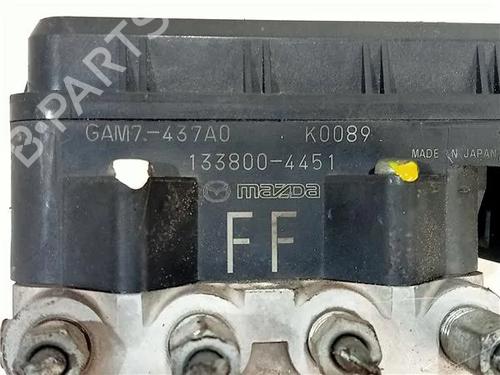 GAM7-437A0 K0089
133800-4451 MADE IN JAPAN
mazda
FF
B-PARTS